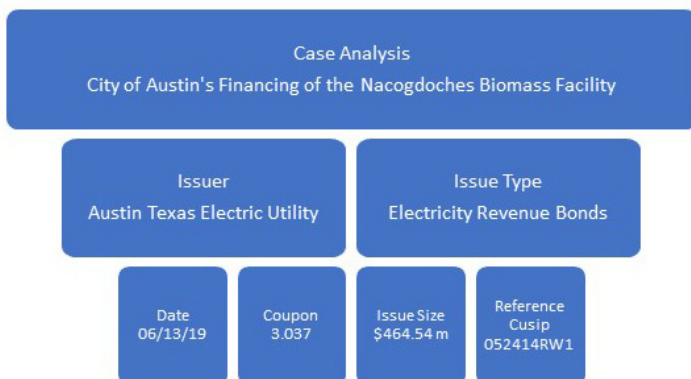 Case Analysis
City of Austin's Financing of the Nacogdoches Biomass Facility
Issuer
Austin Texas Electric Utility
Issue Type
Electricity Revenue Bonds
Date
06/13/19
Coupon
3.037
Issue Size
$464.54 m
Reference
Cusip
052414RW1